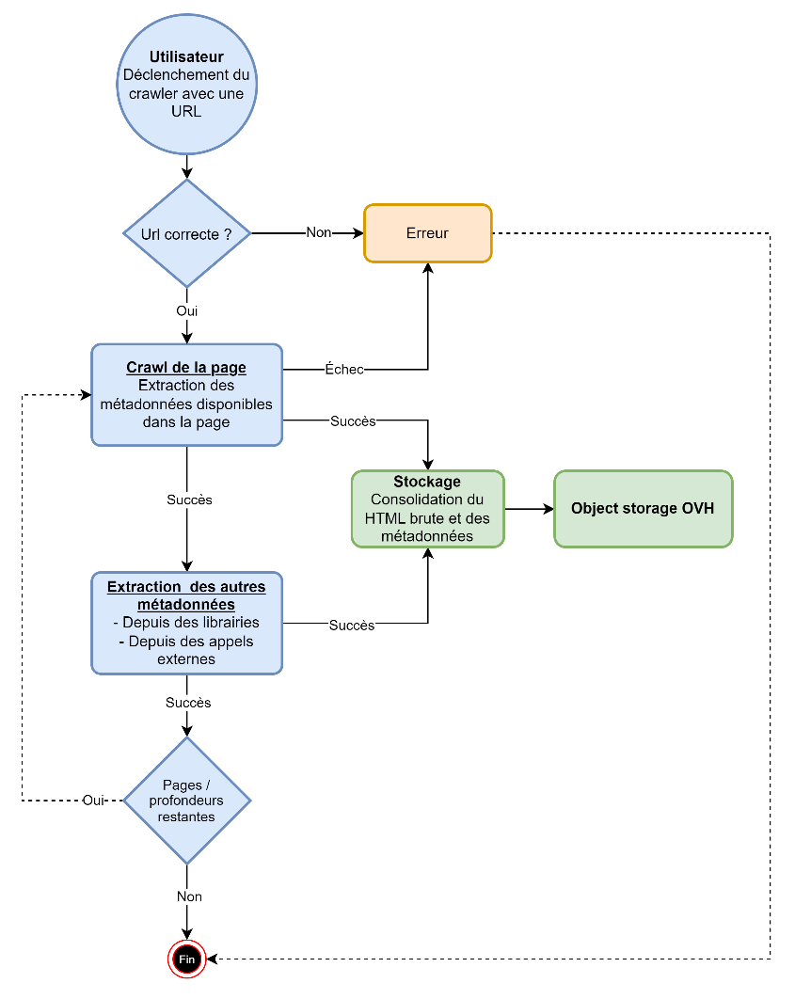 Utilisateur
Déclenchement du
crawler avec une
URL
Url correcte ?
Non
Erreur
Oui
Crawl de la page
Extraction des
métadonnées disponibles
dans la page
Échec
Succès
Stockage
Consolidation du
HTML brute et des
métadonnées
Object storage OVH
Succès
Extraction des autres
métadonnées
- Depuis des librairies
- Depuis des appels
externes
Succès
Succès
Pages /
profondeurs
restantes
Oui
Non
Fin